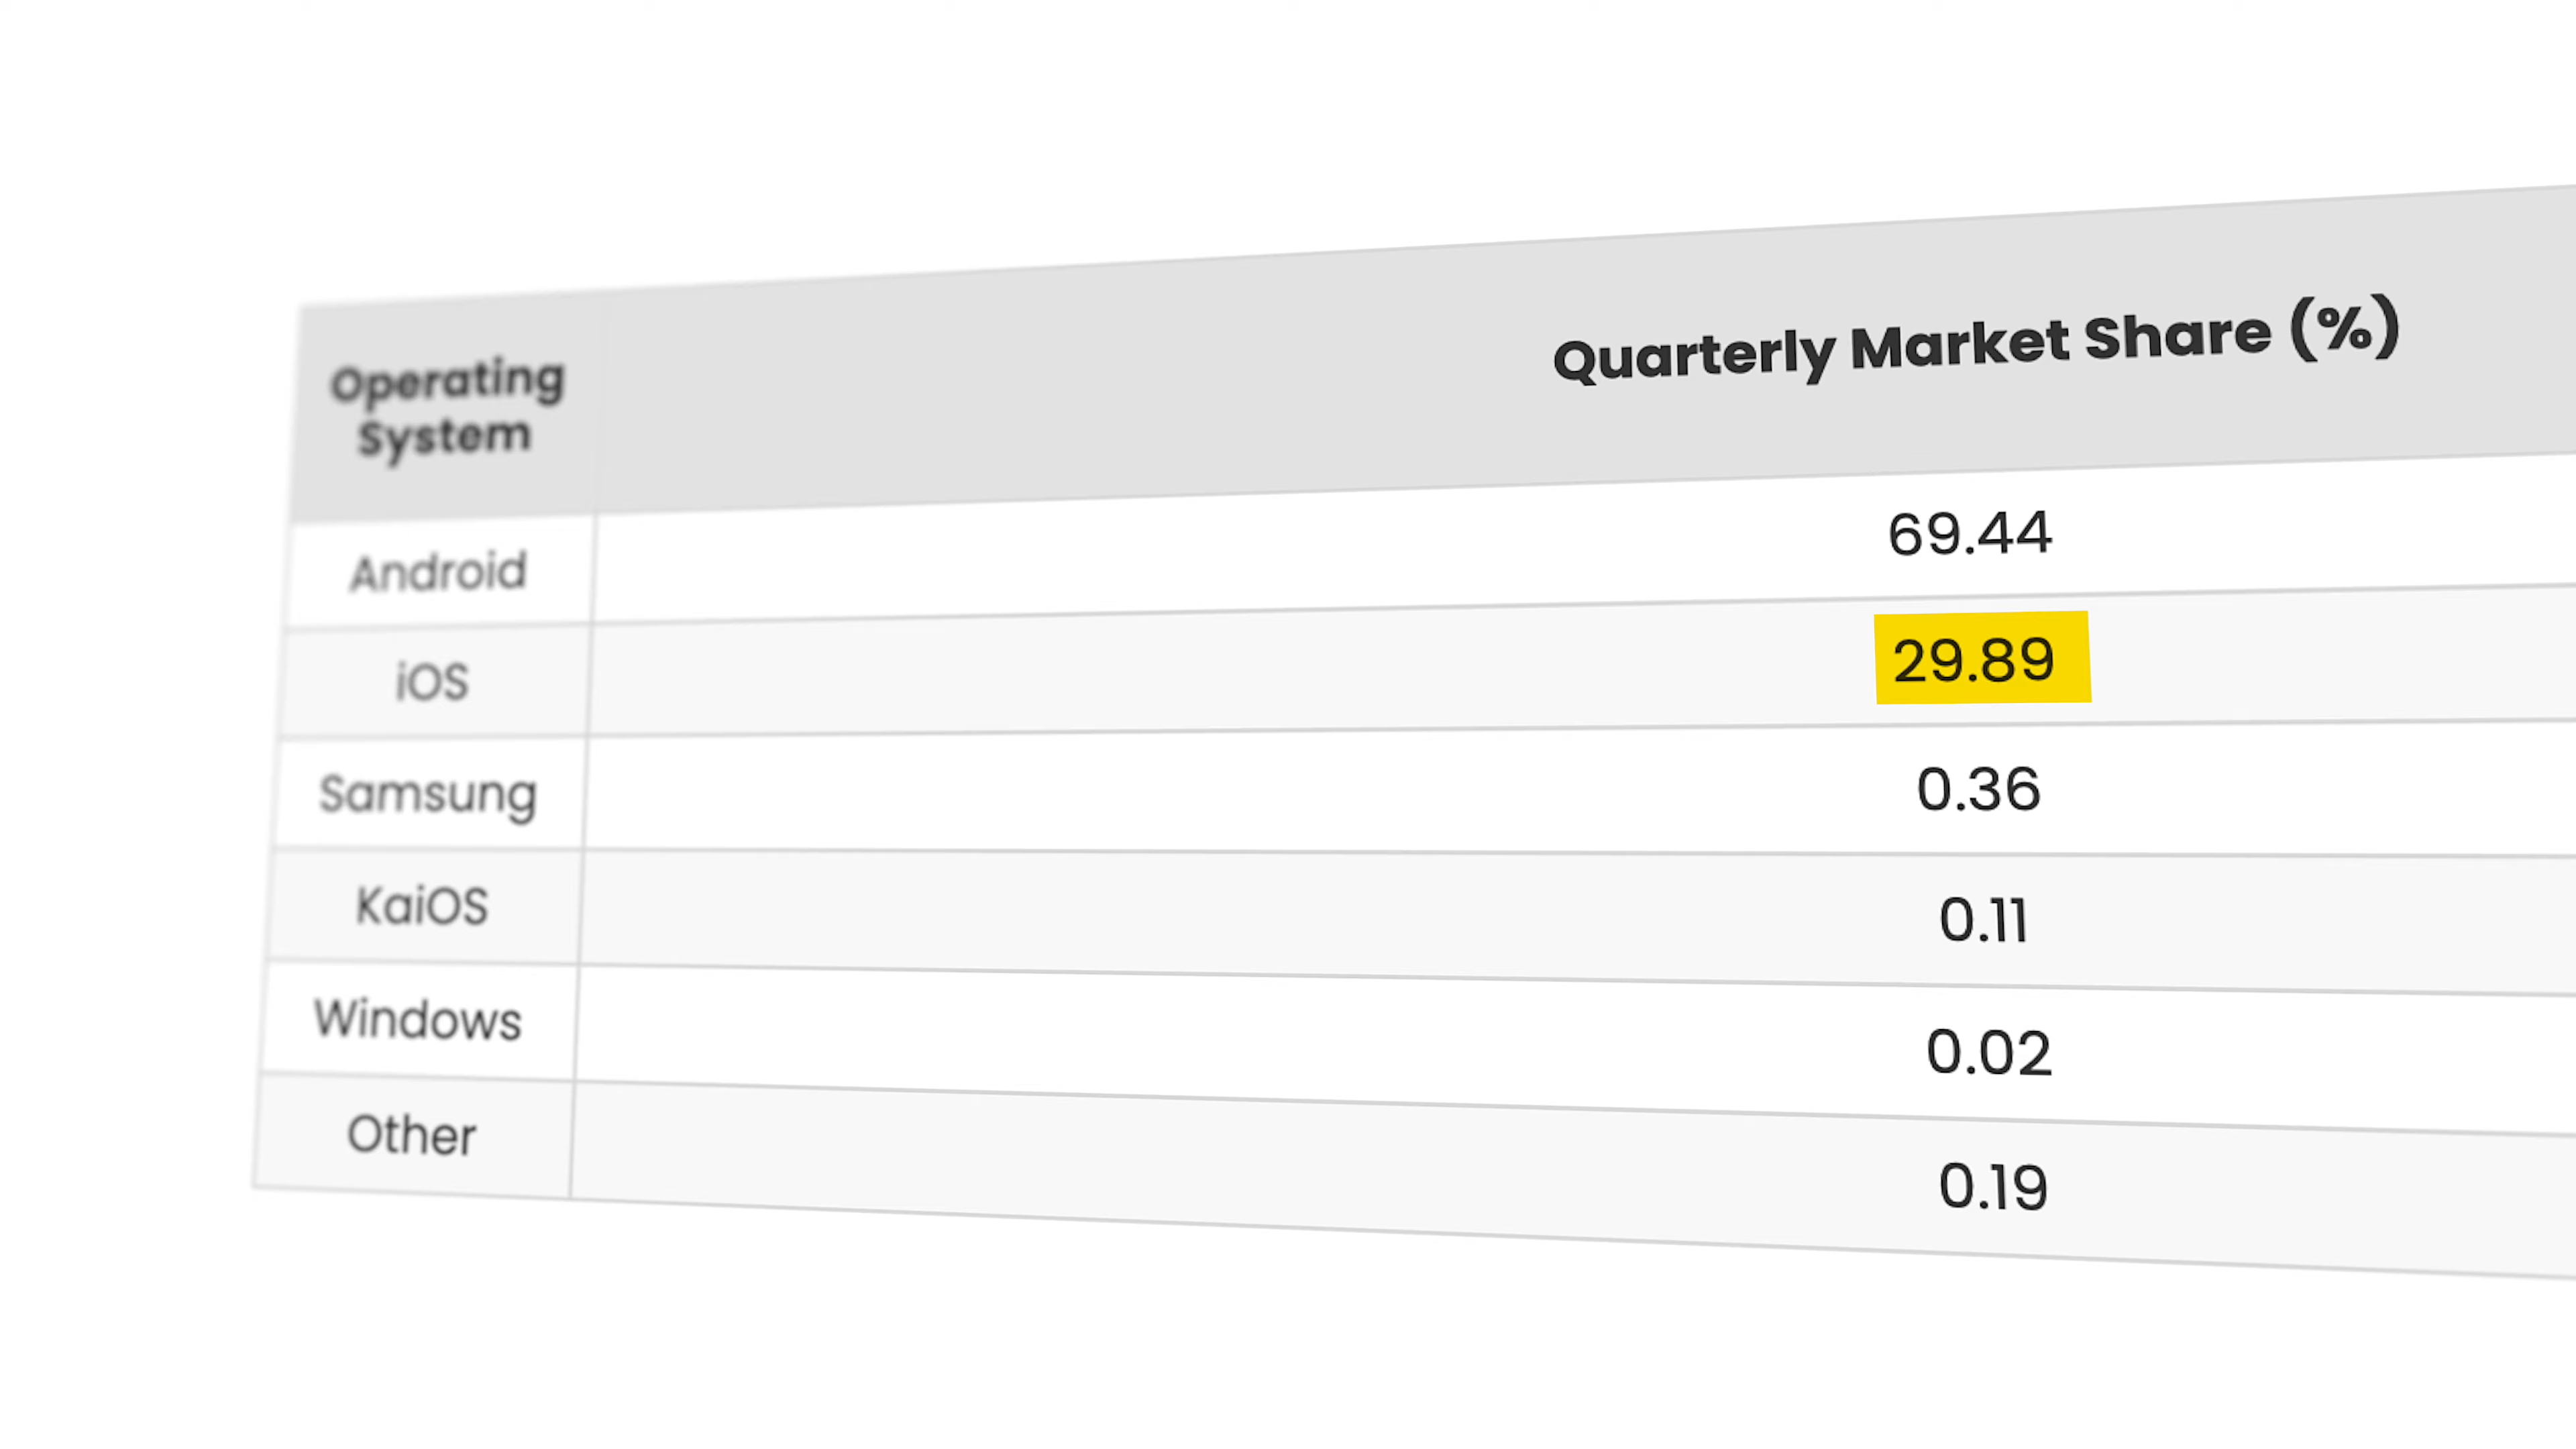 Operating
System
Quarterly Market Share (%)
Android
69.44
iOS
29.89
Samsung
0.36
KaiOS
0.11
Windows
0.02
Other
0.19